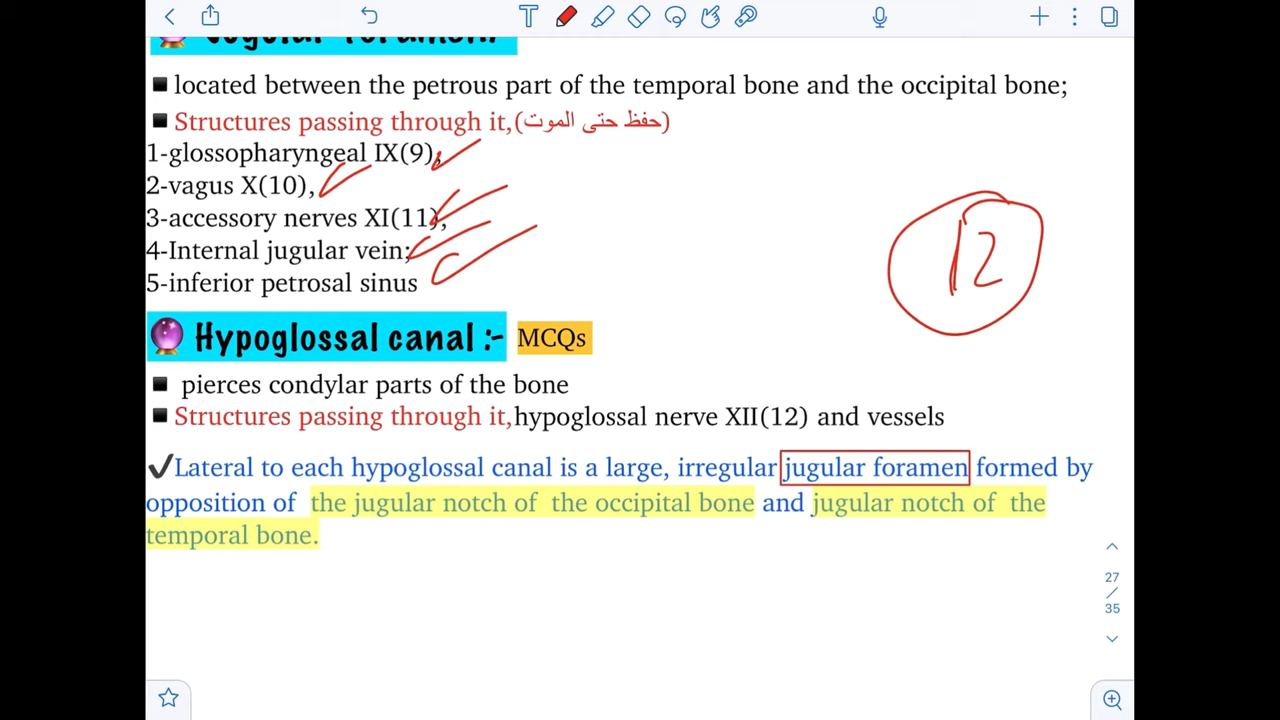 Jugular foramen:-
▪located between the petrous part of the temporal bone and the occipital bone;
▪Structures passing through it,(حفظ حتى الموت)
1-glossopharyngeal IX(9),
2-vagus X(10),
3-accessory nerves XI(11),
4-Internal jugular vein;
5-inferior petrosal sinus
12
🔮 Hypoglossal canal :- MCQs
▪ pierces condylar parts of the bone
▪Structures passing through it,hypoglossal nerve XII(12) and vessels
✔Lateral to each hypoglossal canal is a large, irregular jugular foramen formed by
opposition of the jugular notch of the occipital bone and jugular notch of the
temporal bone.
27
/
35